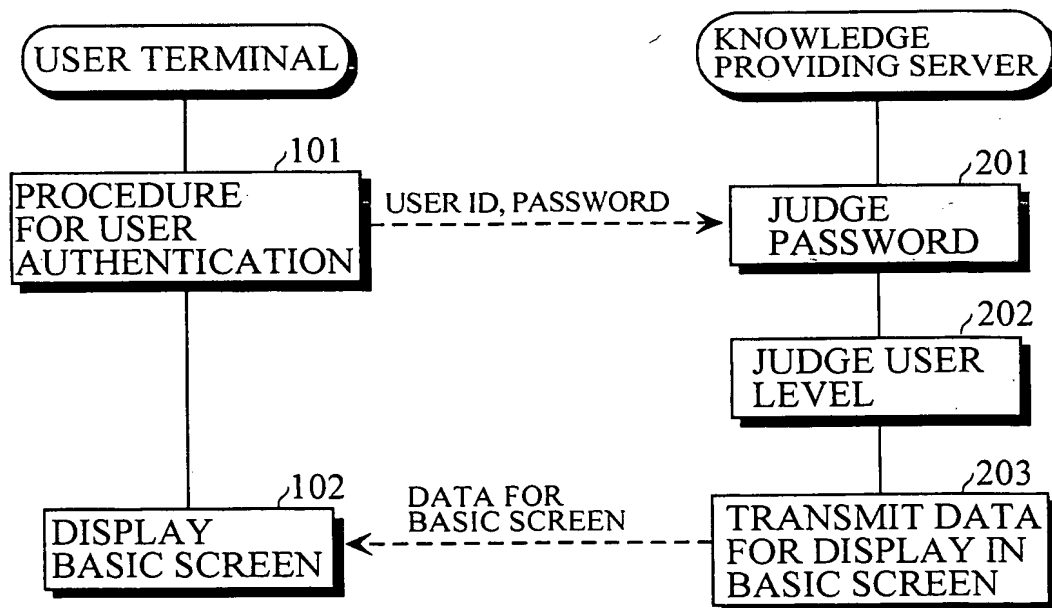 USER TERMINAL
KNOWLEDGE
PROVIDING SERVER
101
PROCEDURE
FOR USER
AUTHENTICATION
USER ID, PASSWORD
201
JUDGE
PASSWORD
202
JUDGE USER
LEVEL
102
DISPLAY
BASIC SCREEN
DATA FOR
BASIC SCREEN
203
TRANSMIT DATA
FOR DISPLAY IN
BASIC SCREEN